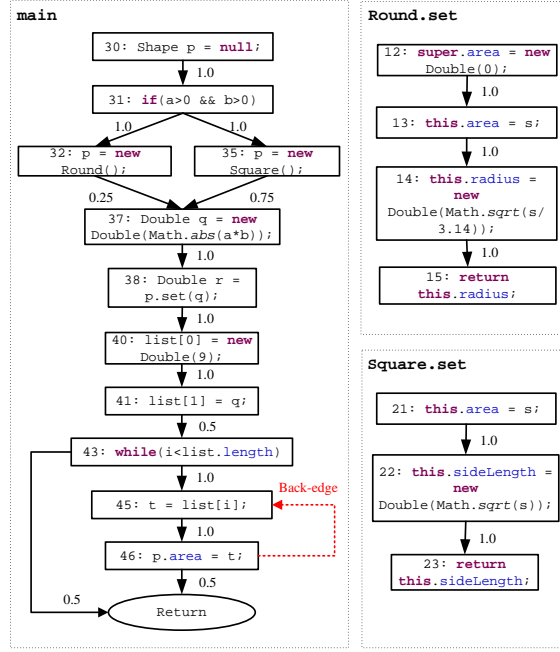 main
30: Shape p = null;
1.0
31: if(a>0 && b>0)
1.0 1.0
32: p = new
Round();
35: p = new
Square();
0.25 0.75
37: Double q = new
Double(Math.abs(a*b));
1.0
38: Double r =
p.set(q);
1.0
40: list[0] = new
Double(9);
1.0
41: list[1] = q;
0.5
43: while(i<list.length)
1.0
Back-edge
45: t = list[i];
1.0
46: p.area = t;
0.5
0.5
Return
Round.set
12: super.area = new
Double(0);
1.0
13: this.area = s;
1.0
14: this.radius =
new
Double(Math.sqrt(s/
3.14));
1.0
15: return
this.radius;
Square.set
21: this.area = s;
1.0
22: this.sideLength =
new
Double(Math.sqrt(s));
1.0
23: return
this.sideLength;